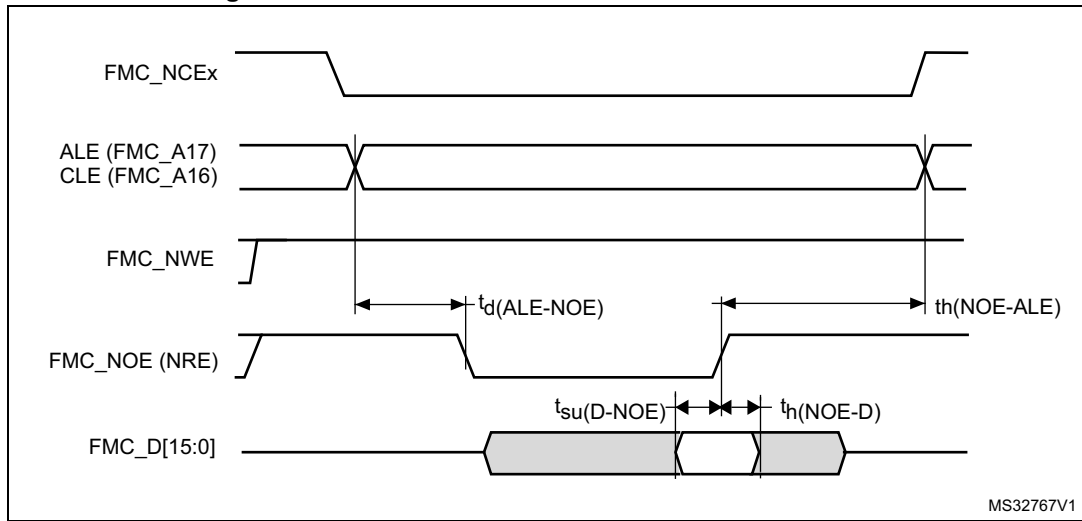 FMC_NCEx
ALE (FMC_A17)
CLE (FMC_A16)
FMC_NWE
td(ALE-NOE)
th(NOE-ALE)
FMC_NOE (NRE)
tsu(D-NOE)
th(NOE-D)
FMC_D[15:0]
MS32767V1